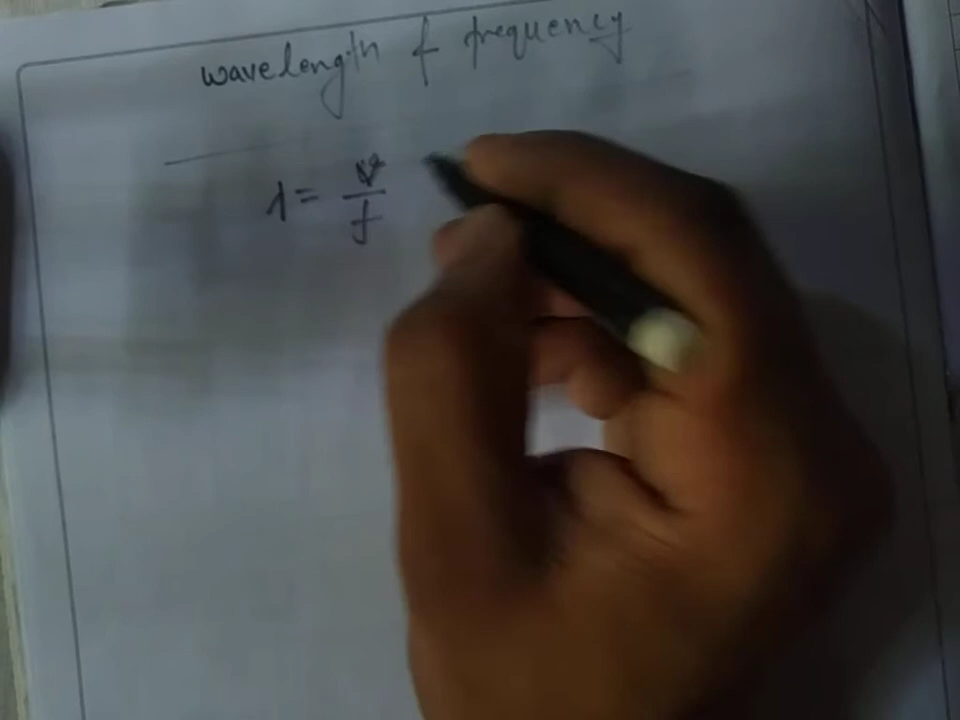 wavelength f frequency
λ = v/f